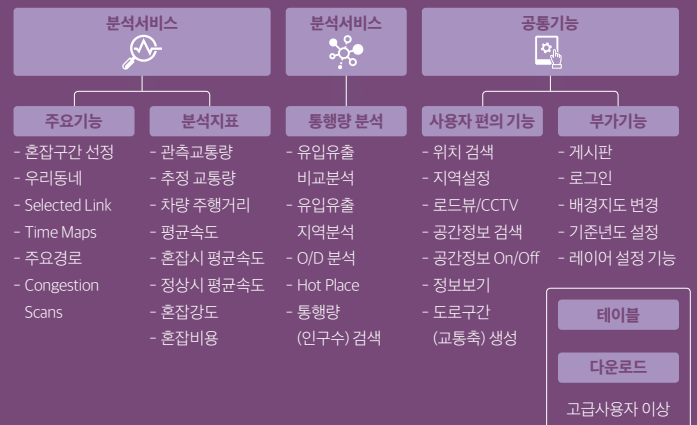 분석서비스
분석서비스
공통기능
주요기능
- 혼잡구간 선정
- 우리동네
- Selected Link
- Time Maps
- 주요경로
- Congestion
Scans
분석지표
- 관측교통량
- 추정 교통량
- 차량 주행거리
- 평균속도
- 혼잡시 평균속도
- 정상시 평균속도
- 혼잡강도
- 혼잡비용
통행량 분석
- 유입유출
비교분석
- 유입유출
지역분석
- O/D 분석
- Hot Place
- 통행량
(인구수) 검색
사용자 편의 기능
- 위치 검색
- 지역설정
- 로드뷰/CCTV
- 공간정보 검색
- 공간정보 On/Off
- 정보보기
- 도로구간
(교통축) 생성
부가기능
- 게시판
- 로그인
- 배경지도 변경
- 기준년도 설정
- 레이어 설정 기능
테이블
다운로드
고급사용자 이상